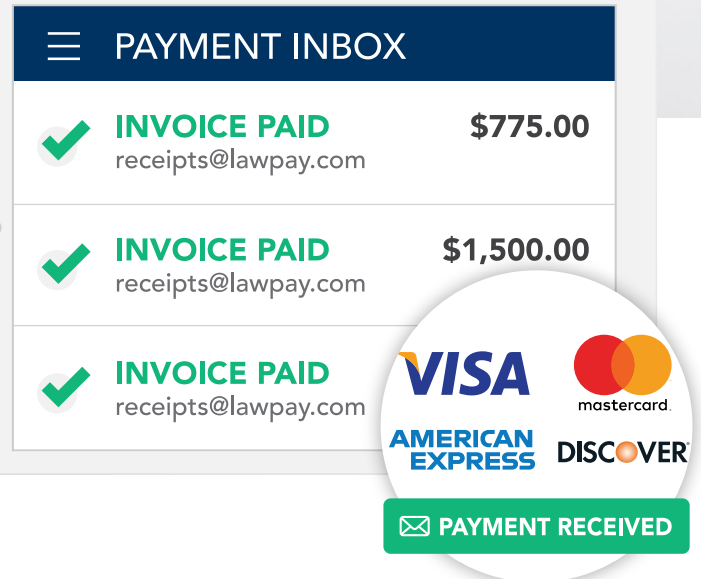 PAYMENT INBOX
INVOICE PAID $775.00
receipts@lawpay.com
INVOICE PAID $1,500.00
receipts@lawpay.com
INVOICE PAID
receipts@lawpay.com
VISA
mastercard.
AMERICAN
EXPRESS
DISCOVER
PAYMENT RECEIVED